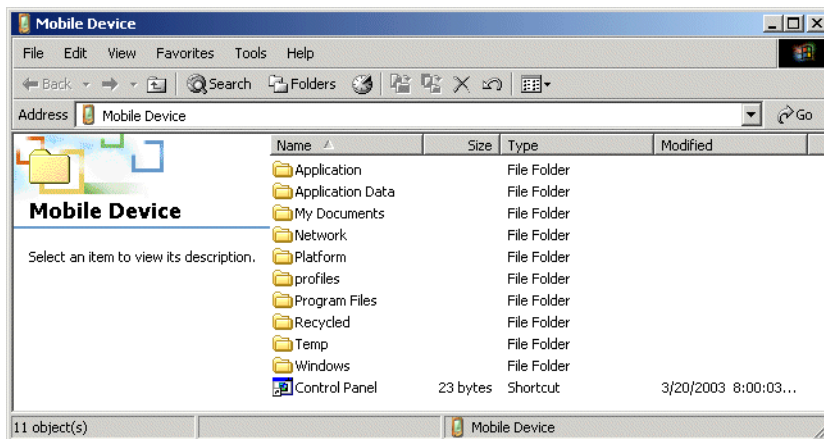 Mobile Device
File Edit View Favorites Tools Help
Back Search Folders
Address Mobile Device Go
Name Size Type Modified
Application File Folder
Application Data File Folder
My Documents File Folder
Network File Folder
Platform File Folder
profiles File Folder
Program Files File Folder
Recycled File Folder
Temp File Folder
Windows File Folder
Control Panel 23 bytes Shortcut 3/20/2003 8:00:03...
Mobile Device
Select an item to view its description.
11 object(s) Mobile Device